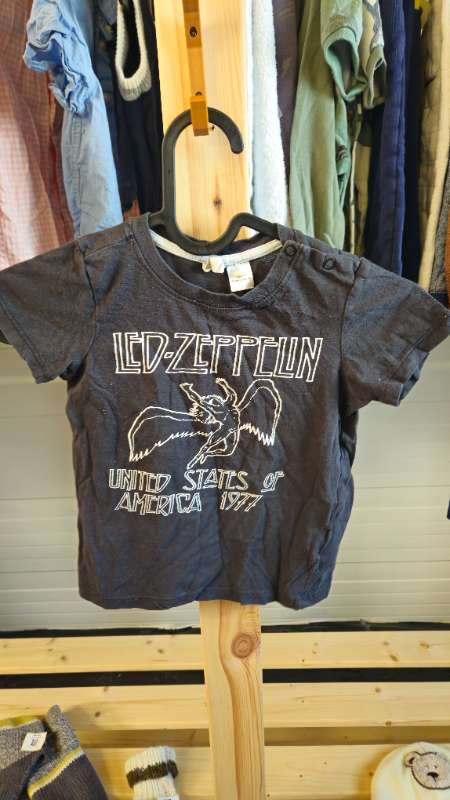 LED-ZEPPELIN
UNITED STATES OF
AMERICA 1977